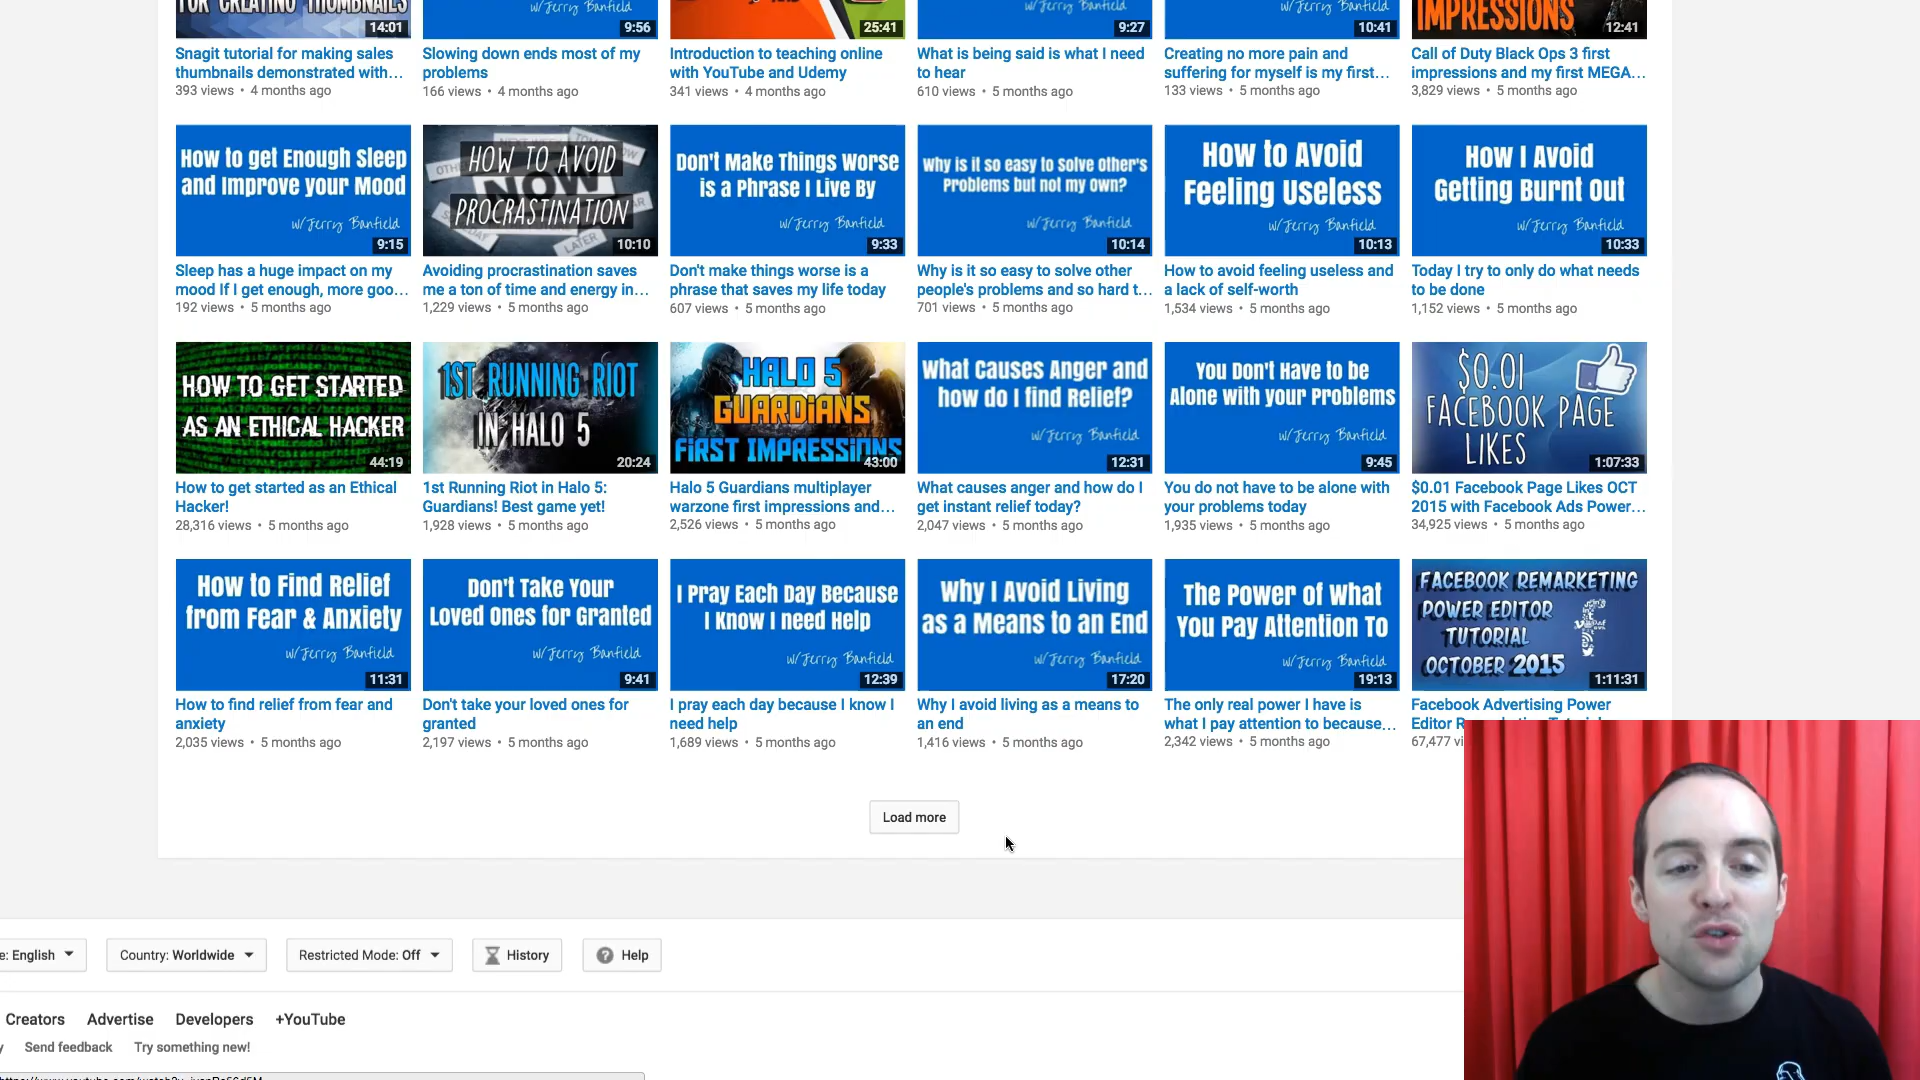 FOR CREATING THUMBNAILS
14:01
w/Jerry Banfield
9:56
25:41
w/Jerry Banfield
9:27
w/Jerry Banfield
10:41
IMPRESSIONS
12:41
Snagit tutorial for making sales
thumbnails demonstrated with...
393 views • 4 months ago
Slowing down ends most of my
problems
166 views • 4 months ago
Introduction to teaching online
with YouTube and Udemy
341 views • 4 months ago
What is being said is what I need
to hear
610 views • 5 months ago
Creating no more pain and
suffering for myself is my first...
133 views • 5 months ago
Call of Duty Black Ops 3 first
impressions and my first MEGA...
3,829 views • 5 months ago
How to get Enough Sleep
and Improve your Mood
w/Jerry Banfield
9:15
HOW TO AVOID
NOW
PROCRASTINATION
LATER
10:10
Don't Make Things Worse
is a Phrase I Live By
w/Jerry Banfield
9:33
Why is it so easy to Solve Other's
Problems but not my own?
w/Jerry Banfield
10:14
How to Avoid
Feeling Useless
w/Jerry Banfield
10:13
How I Avoid
Getting Burnt Out
w/Jerry Banfield
10:33
Sleep has a huge impact on my
mood If I get enough, more goo...
192 views • 5 months ago
Avoiding procrastination saves
me a ton of time and energy in...
1,229 views • 5 months ago
Don't make things worse is a
phrase that saves my life today
607 views • 5 months ago
Why is it so easy to solve other
people's problems and so hard t...
701 views • 5 months ago
How to avoid feeling useless and
a lack of self-worth
1,534 views • 5 months ago
Today I try to only do what needs
to be done
1,152 views • 5 months ago
HOW TO GET STARTED
AS AN ETHICAL HACKER
44:19
1ST RUNNING RIOT
IN HALO 5
20:24
HALO 5
GUARDIANS
FIRST IMPRESSIONS
43:00
What Causes Anger and
how do I find Relief?
w/Jerry Banfield
12:31
You Don't Have to be
Alone with your Problems
w/Jerry Banfield
9:45
$0.01
FACEBOOK PAGE
LIKES
1:07:33
How to get started as an Ethical
Hacker!
28,316 views • 5 months ago
1st Running Riot in Halo 5:
Guardians! Best game yet!
1,928 views • 5 months ago
Halo 5 Guardians multiplayer
warzone first impressions and...
2,526 views • 5 months ago
What causes anger and how do I
get instant relief today?
2,047 views • 5 months ago
You do not have to be alone with
your problems today
1,935 views • 5 months ago
$0.01 Facebook Page Likes OCT
2015 with Facebook Ads Power...
34,925 views • 5 months ago
How to Find Relief
from Fear & Anxiety
w/Jerry Banfield
11:31
Don't Take Your
Loved Ones for Granted
w/Jerry Banfield
9:41
I Pray Each Day Because
I Know I need Help
w/Jerry Banfield
12:39
Why I Avoid Living
as a Means to an End
w/Jerry Banfield
17:20
The Power of What
You Pay Attention To
w/Jerry Banfield
19:13
FACEBOOK REMARKETING
POWER EDITOR
TUTORIAL
OCTOBER 2015
1:11:31
How to find relief from fear and
anxiety
2,035 views • 5 months ago
Don't take your loved ones for
granted
2,197 views • 5 months ago
I pray each day because I know I
need help
1,689 views • 5 months ago
Why I avoid living as a means to
an end
1,416 views • 5 months ago
The only real power I have is
what I pay attention to because...
2,342 views • 5 months ago
Facebook Advertising Power
Editor
67,477
Load more
e: English
Country: Worldwide
Restricted Mode: Off
History
Help
Creators Advertise Developers +YouTube
Send feedback Try something new!